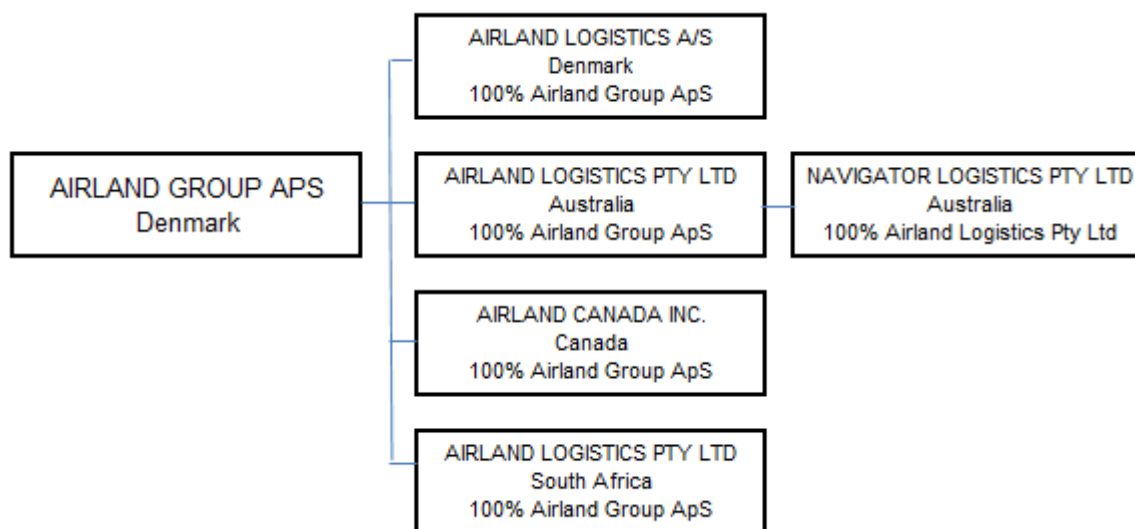 AIRLAND GROUP APS
Denmark
AIRLAND LOGISTICS A/S
Denmark
100% Airland Group ApS
AIRLAND LOGISTICS PTY LTD
Australia
100% Airland Group ApS
NAVIGATOR LOGISTICS PTY LTD
Australia
100% Airland Logistics Pty Ltd
AIRLAND CANADA INC.
Canada
100% Airland Group ApS
AIRLAND LOGISTICS PTY LTD
South Africa
100% Airland Group ApS